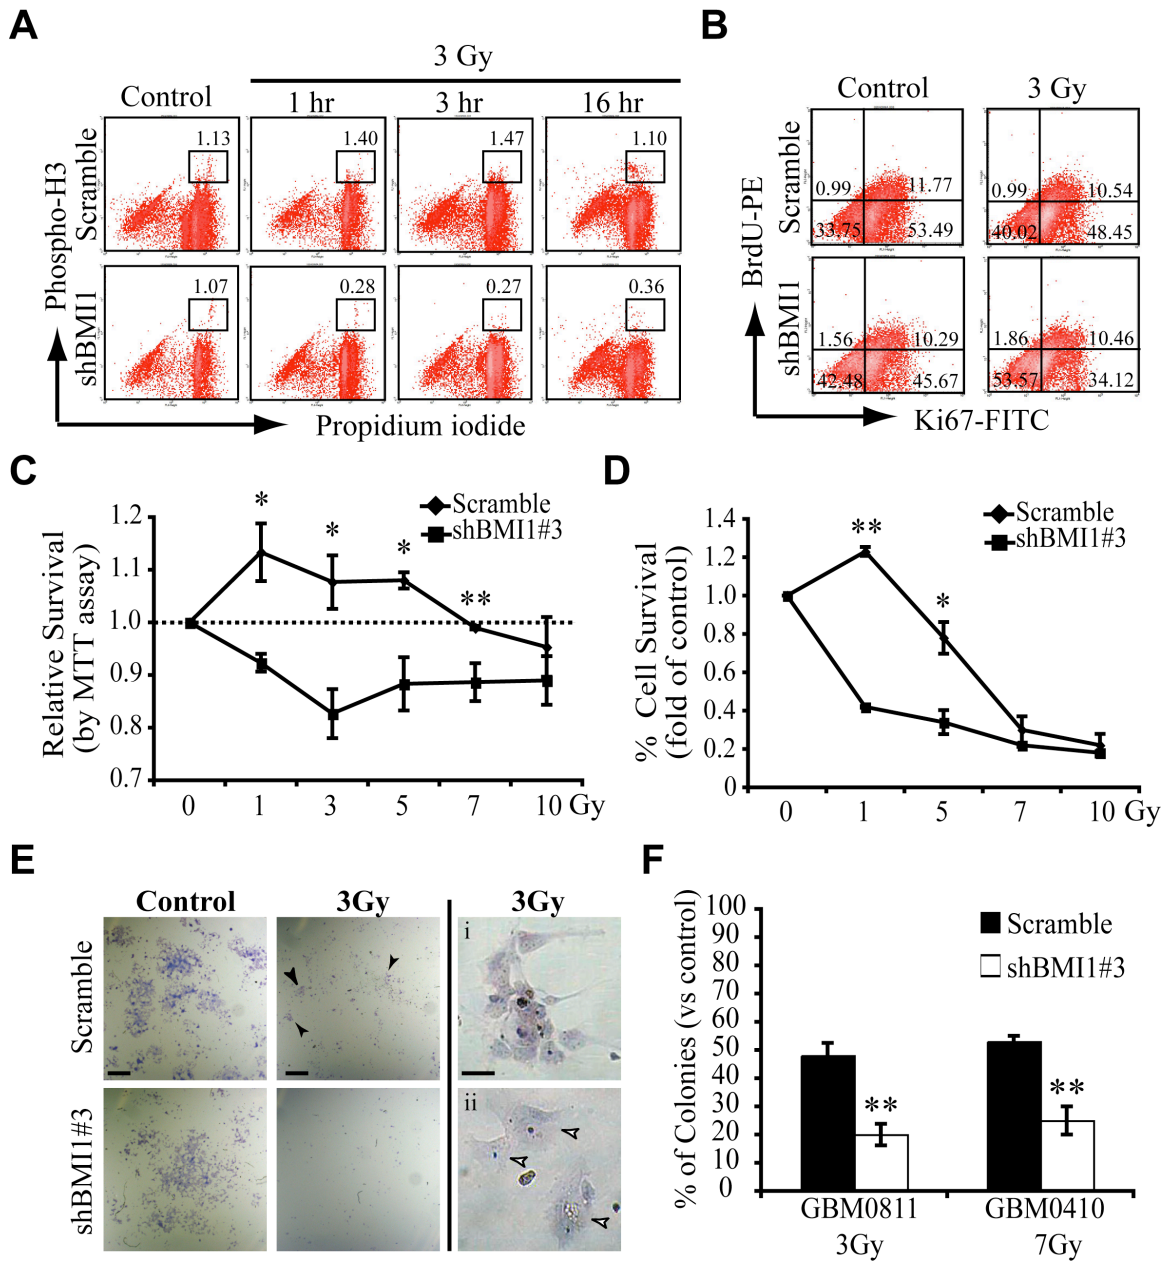 A
3 Gy
Control
1 hr
3 hr
16 hr
Phospho-H3
Scramble
1.13
1.40
1.47
1.10
shBMI1
1.07
0.28
0.27
0.36
Propidium iodide
B
Control
3 Gy
BrdU-PE
Scramble
0.99
11.77
33.75
53.49
0.99
10.54
40.02
48.45
shBMI1
1.56
10.29
42.48
45.67
1.86
10.46
53.57
34.12
Ki67-FITC
C
Scramble
shBMI1#3
Relative Survival
(by MTT assay)
1.2
1.1
1.0
0.9
0.8
0.7
*
*
*
**
0 1 3 5 7 10 Gy
D
Scramble
shBMI1#3
% Cell Survival
(fold of control)
1.4
1.2
1.0
0.8
0.6
0.4
0.2
0
**
*
0 1 5 7 10 Gy
E
Control
3Gy
3Gy
Scramble
i
shBMI1#3
ii
F
% of Colonies (vs control)
100
90
80
70
60
50
40
30
20
10
0
Scramble
shBMI1#3
**
**
GBM0811
3Gy
GBM0410
7Gy